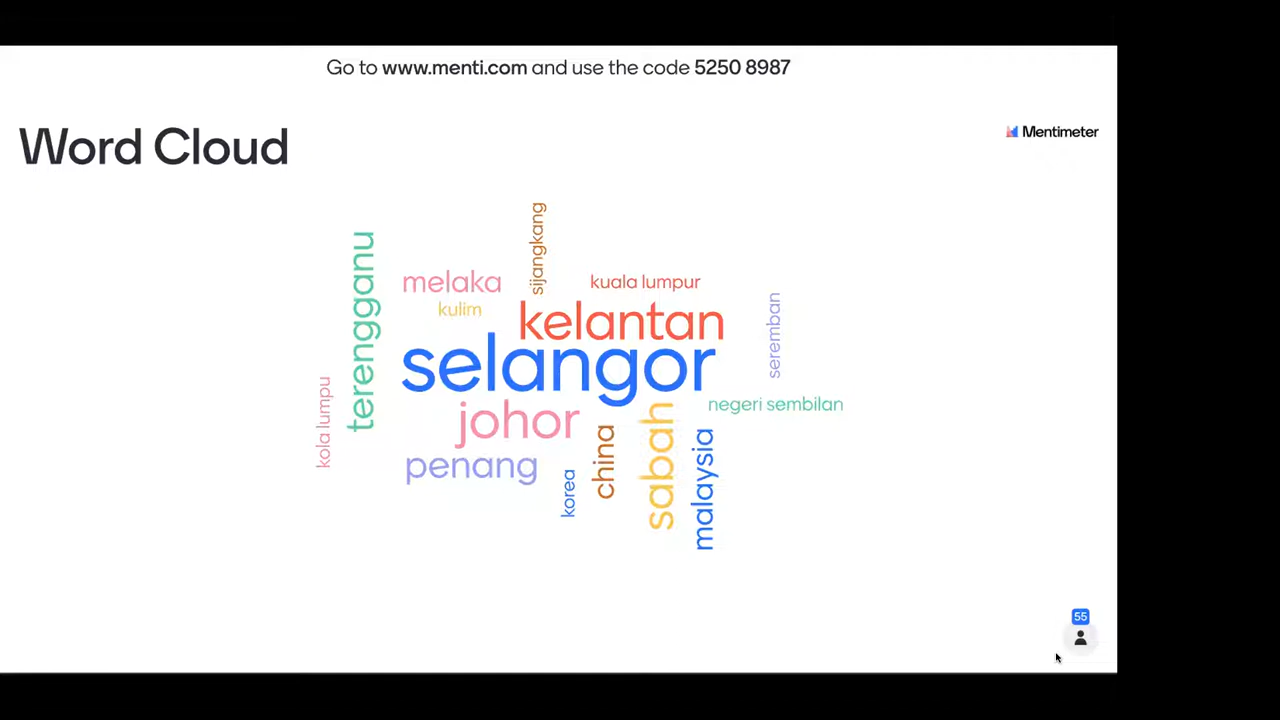 Go to www.menti.com and use the code 5250 8987
Word Cloud
Mentimeter
sijangkang
terengganu
melaka
kuala lumpur
kulim
kelantan
seremban
selangor
kola lumpu
negeri sembilan
johor
sabah
china
malaysia
penang
korea
55